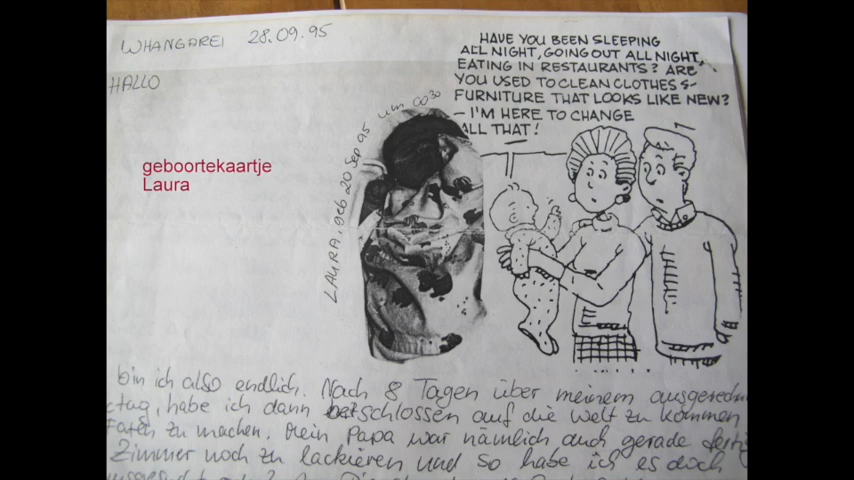 WHANGAREI 28.09.95
HALLO
HAVE YOU BEEN SLEEPING
ALL NIGHT, GOING OUT ALL NIGHT,
EATING IN RESTAURANTS? ARE
YOU USED TO CLEAN CLOTHES &
FURNITURE THAT LOOKS LIKE NEW?
– I'M HERE TO CHANGE
ALL THAT!
geboortekaartje
Laura
LAURA, geb 20 Sep 95 um 00:30
bin ich also endlich. Nach 8 Tagen über meinem
habe ich dann entschlossen auf die Welt zu kommen
zu machen. Mein Papa war nämlich auch gerade fertig
Zimmer noch zu lackieren und so habe ich es doch